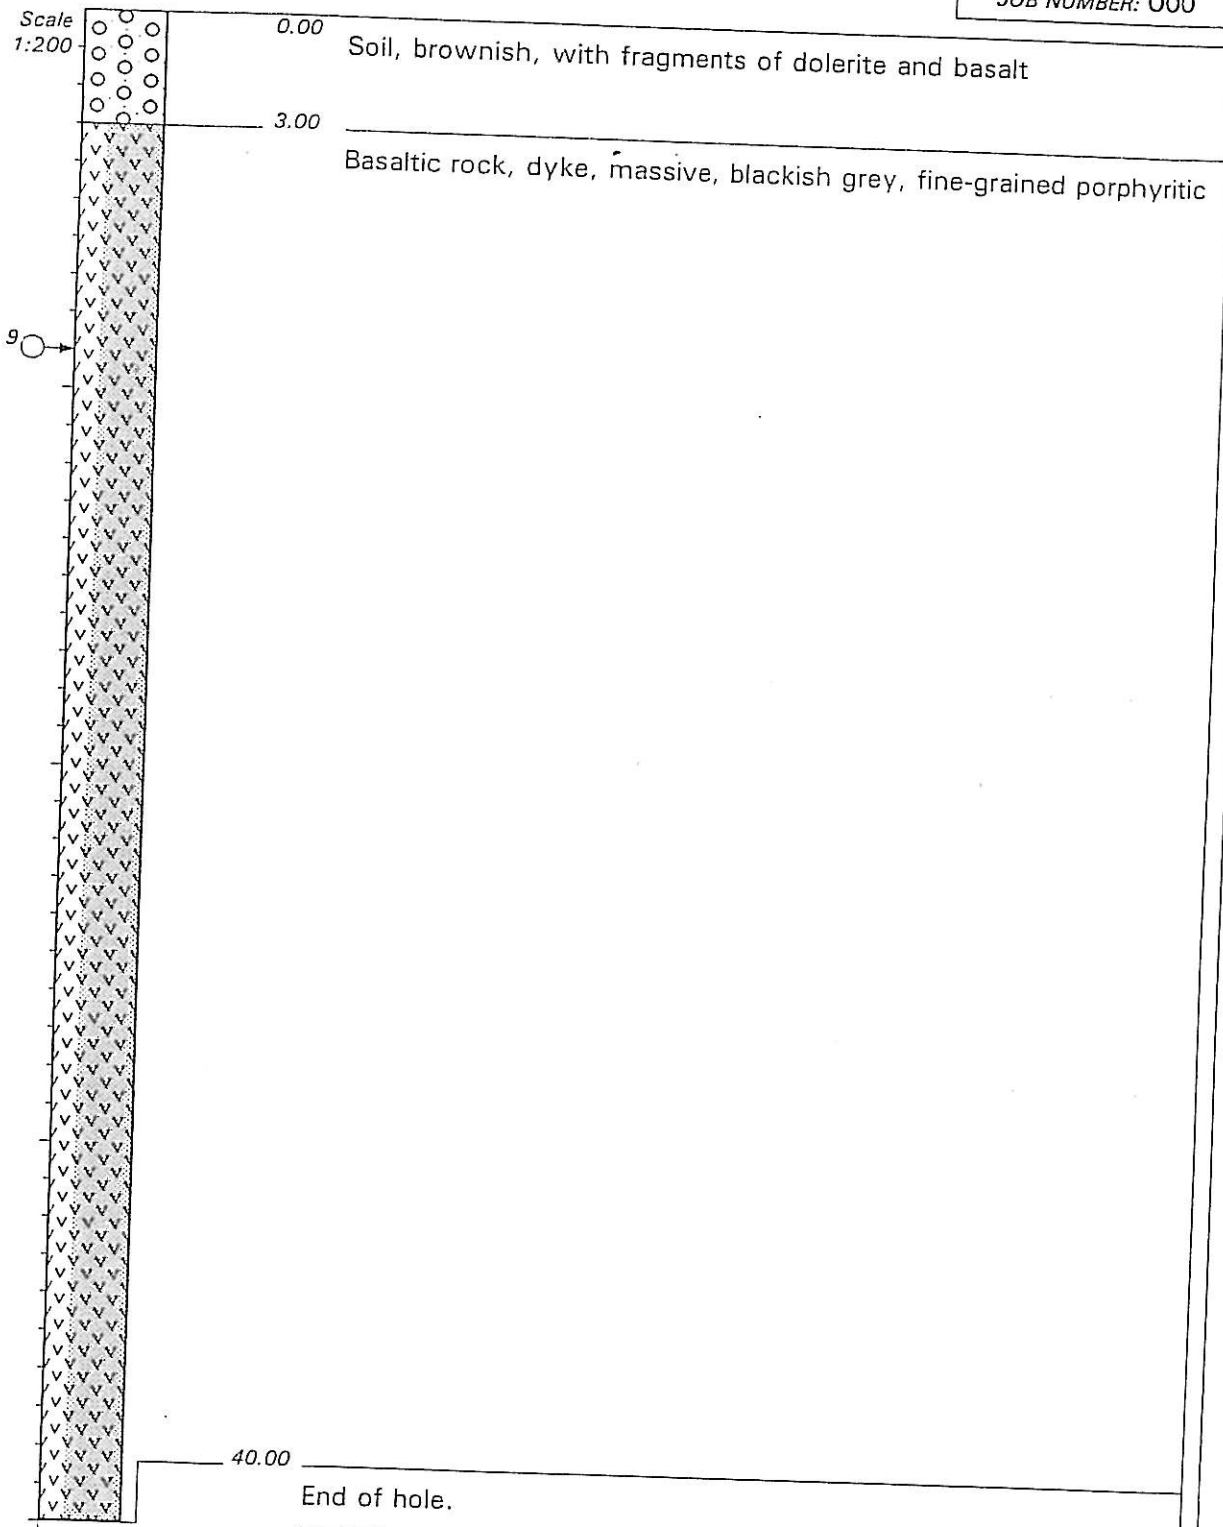 JOB NUMBER: 000
Scale
1:200
0.00
Soil, brownish, with fragments of dolerite and basalt
3.00
Basaltic rock, dyke, massive, blackish grey, fine-grained porphyritic
9
40.00
End of hole.